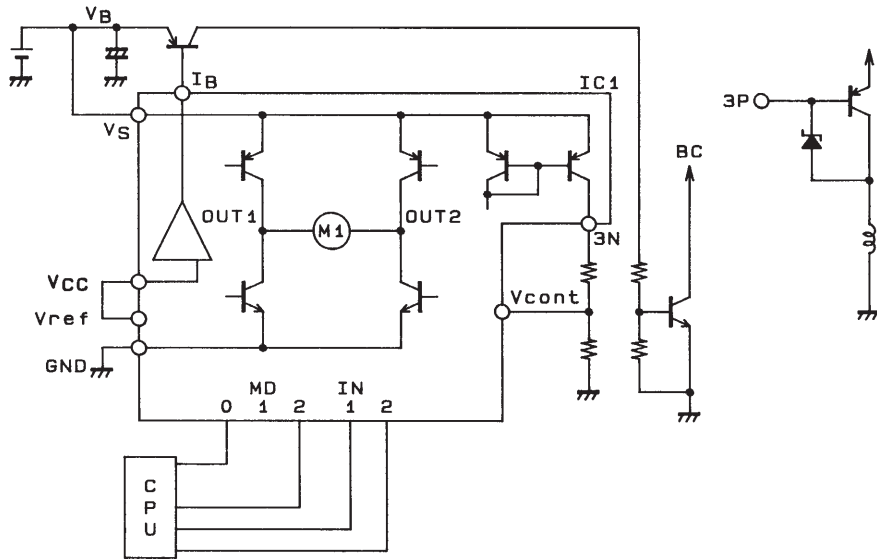 VB
IB
IC1
VS
3P
BC
OUT1
M1
OUT2
3N
VCC
Vcont
Vref
GND
MD
IN
0 1 2 1 2
CPU